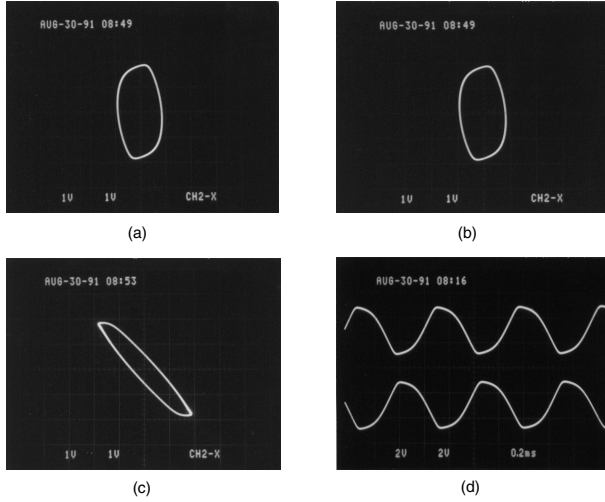 AUG-30-91 08:49
1V 1V CH2-X
(a)
AUG-30-91 08:49
1V 1V CH2-X
(b)
AUG-30-91 08:53
1V 1V CH2-X
(c)
AUG-30-91 08:16
2V 2V 0.2ms
(d)